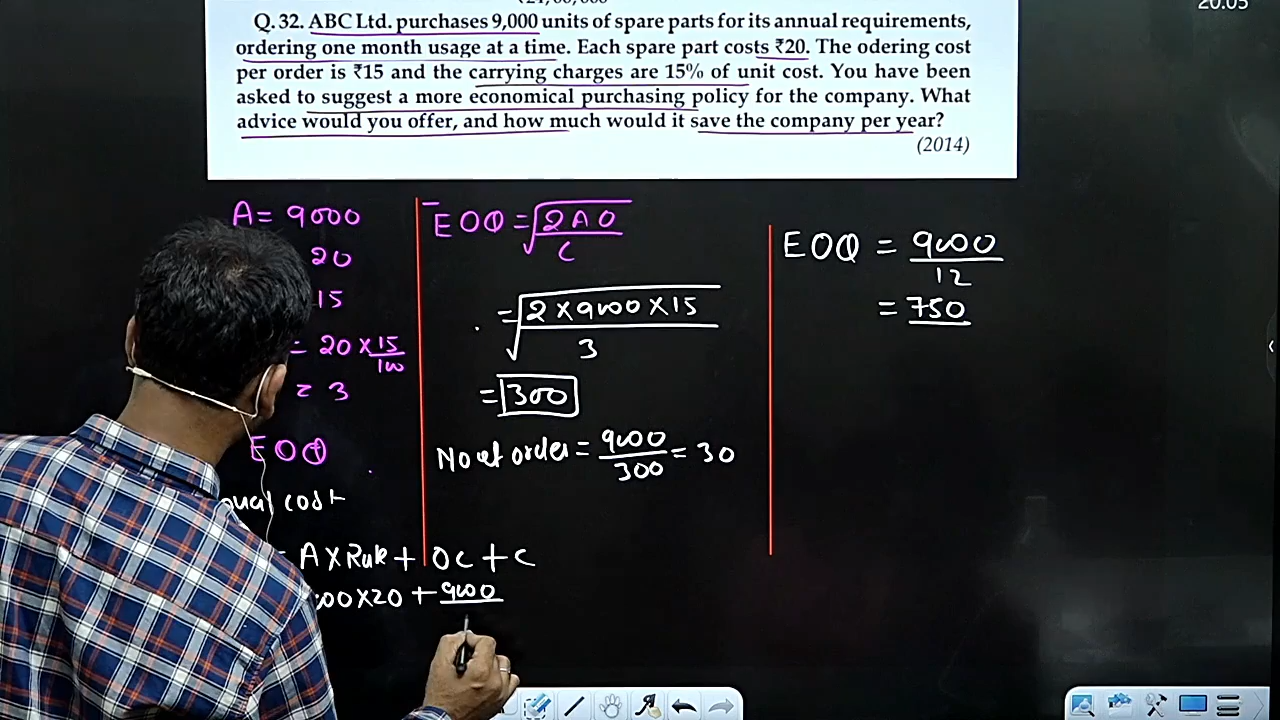 20:05
Q. 32. ABC Ltd. purchases 9,000 units of spare parts for its annual requirements,
ordering one month usage at a time. Each spare part costs ₹20. The odering cost
per order is ₹15 and the carrying charges are 15% of unit cost. You have been
asked to suggest a more economical purchasing policy for the company. What
advice would you offer, and how much would it save the company per year?
(2014)
A = 9000
20
15
= 20 × 15/100
= 3
EOQ
cost
A × Rate + OC + C
00×20 + 9000
EOQ = √2AO/C
= √2×9000×15/3
= 300
No of order = 9000/300 = 30
EOQ = 9000/12
= 750